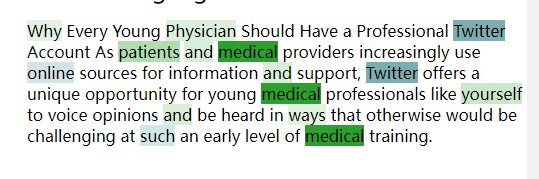 Why Every Young Physician Should Have a Professional Twitter
Account As patients and medical providers increasingly use
online sources for information and support, Twitter offers a
unique opportunity for young medical professionals like yourself
to voice opinions and be heard in ways that otherwise would be
challenging at such an early level of medical training.